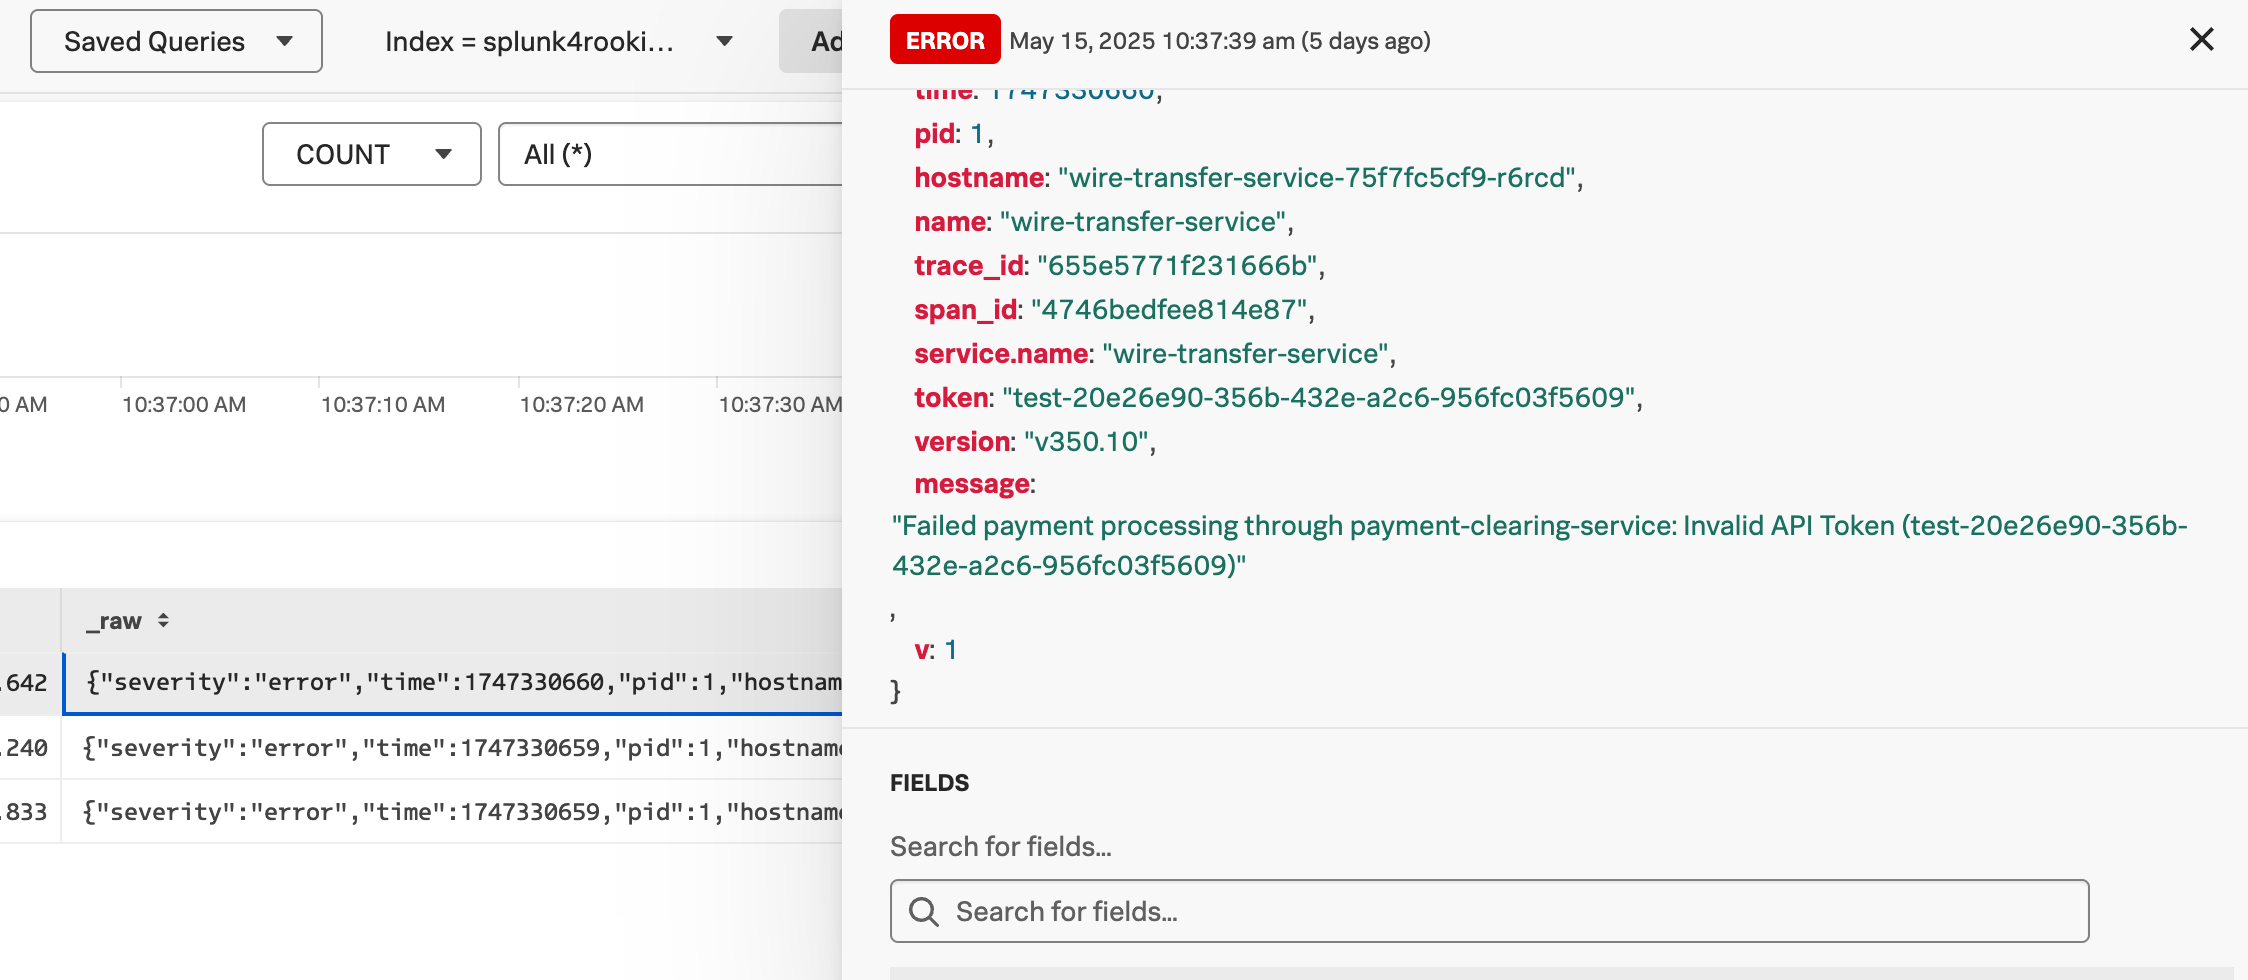 Saved Queries
Index = splunk4rooki...
Ad
COUNT
All (*)
0 AM
10:37:00 AM
10:37:10 AM
10:37:20 AM
10:37:30 AM
_raw
.642
{"severity":"error","time":1747330660,"pid":1,"hostnam
.240
{"severity":"error","time":1747330659,"pid":1,"hostname
.833
{"severity":"error","time":1747330659,"pid":1,"hostname
ERROR May 15, 2025 10:37:39 am (5 days ago)
time: 1747330660,
pid: 1,
hostname: "wire-transfer-service-75f7fc5cf9-r6rcd",
name: "wire-transfer-service",
trace_id: "655e5771f231666b",
span_id: "4746bedfee814e87",
service.name: "wire-transfer-service",
token: "test-20e26e90-356b-432e-a2c6-956fc03f5609",
version: "v350.10",
message:
"Failed payment processing through payment-clearing-service: Invalid API Token (test-20e26e90-356b-
432e-a2c6-956fc03f5609)"
,
v: 1
}
FIELDS
Search for fields...
Search for fields...